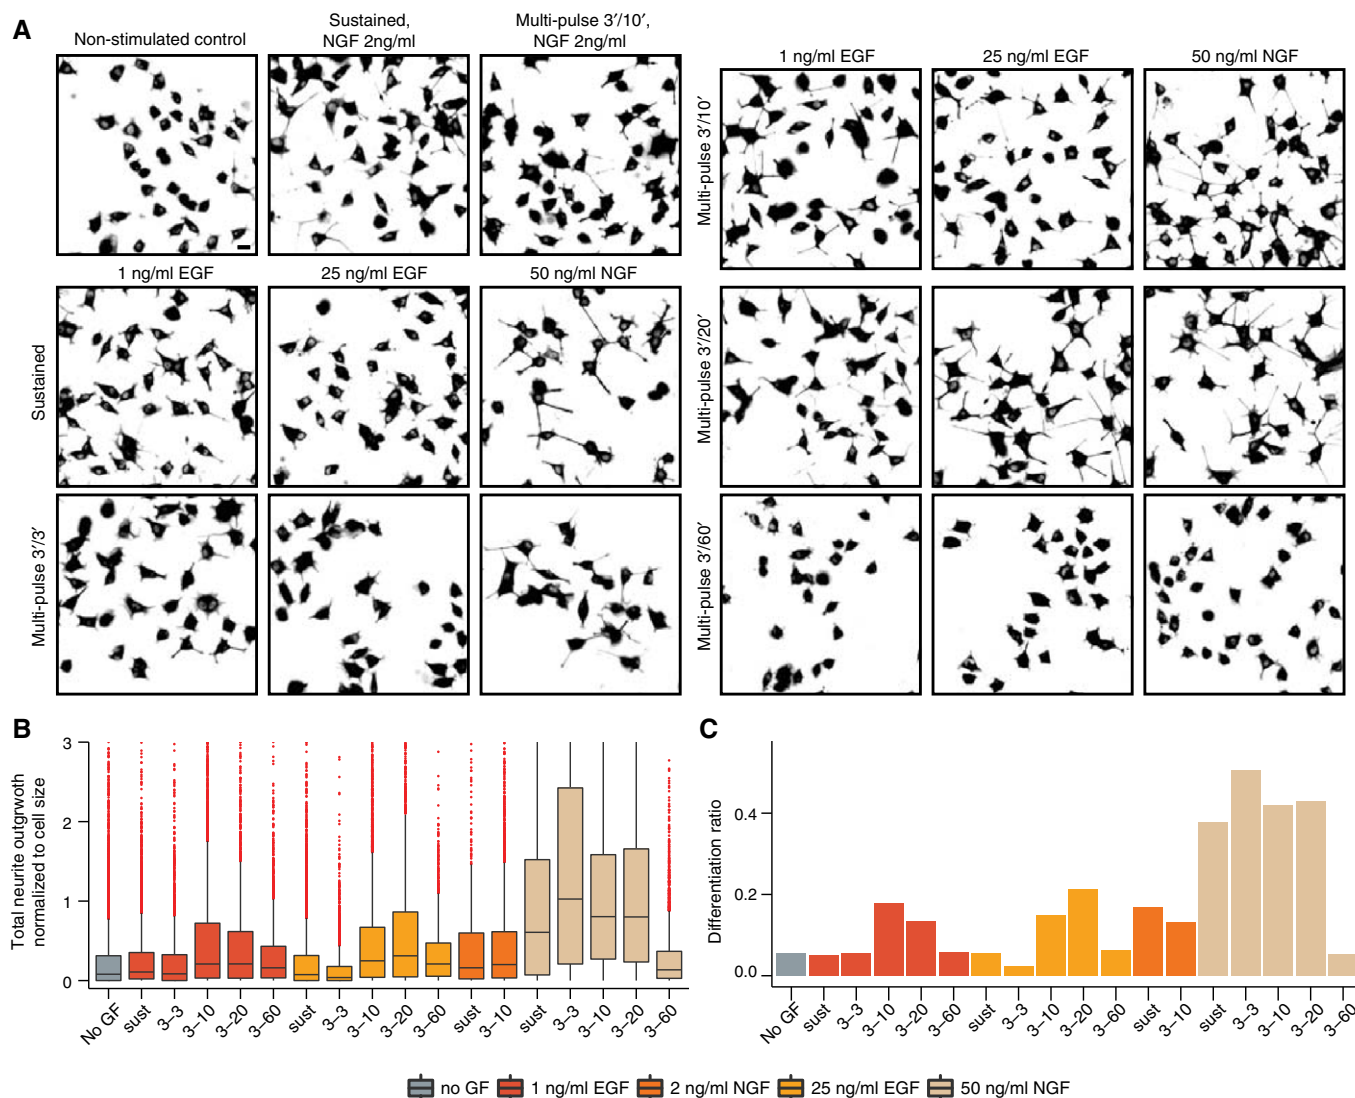 A
Non-stimulated control
Sustained,
NGF 2ng/ml
Multi-pulse 3′/10′,
NGF 2ng/ml
1 ng/ml EGF
25 ng/ml EGF
50 ng/ml NGF
Sustained
Multi-pulse 3′/3′
1 ng/ml EGF
25 ng/ml EGF
50 ng/ml NGF
Multi-pulse 3′/10′
Multi-pulse 3′/20′
Multi-pulse 3′/60′
B
Total neurite outgrwoth
normalized to cell size
3
2
1
0
No GF
sust
3–3
3–10
3–20
3–60
sust
3–3
3–10
3–20
3–60
sust
3–10
sust
3–3
3–10
3–20
3–60
C
Differentiation ratio
0.4
0.2
0.0
No GF
sust
3–3
3–10
3–20
3–60
sust
3–3
3–10
3–20
3–60
sust
3–10
sust
3–3
3–10
3–20
3–60
no GF
1 ng/ml EGF
2 ng/ml NGF
25 ng/ml EGF
50 ng/ml NGF